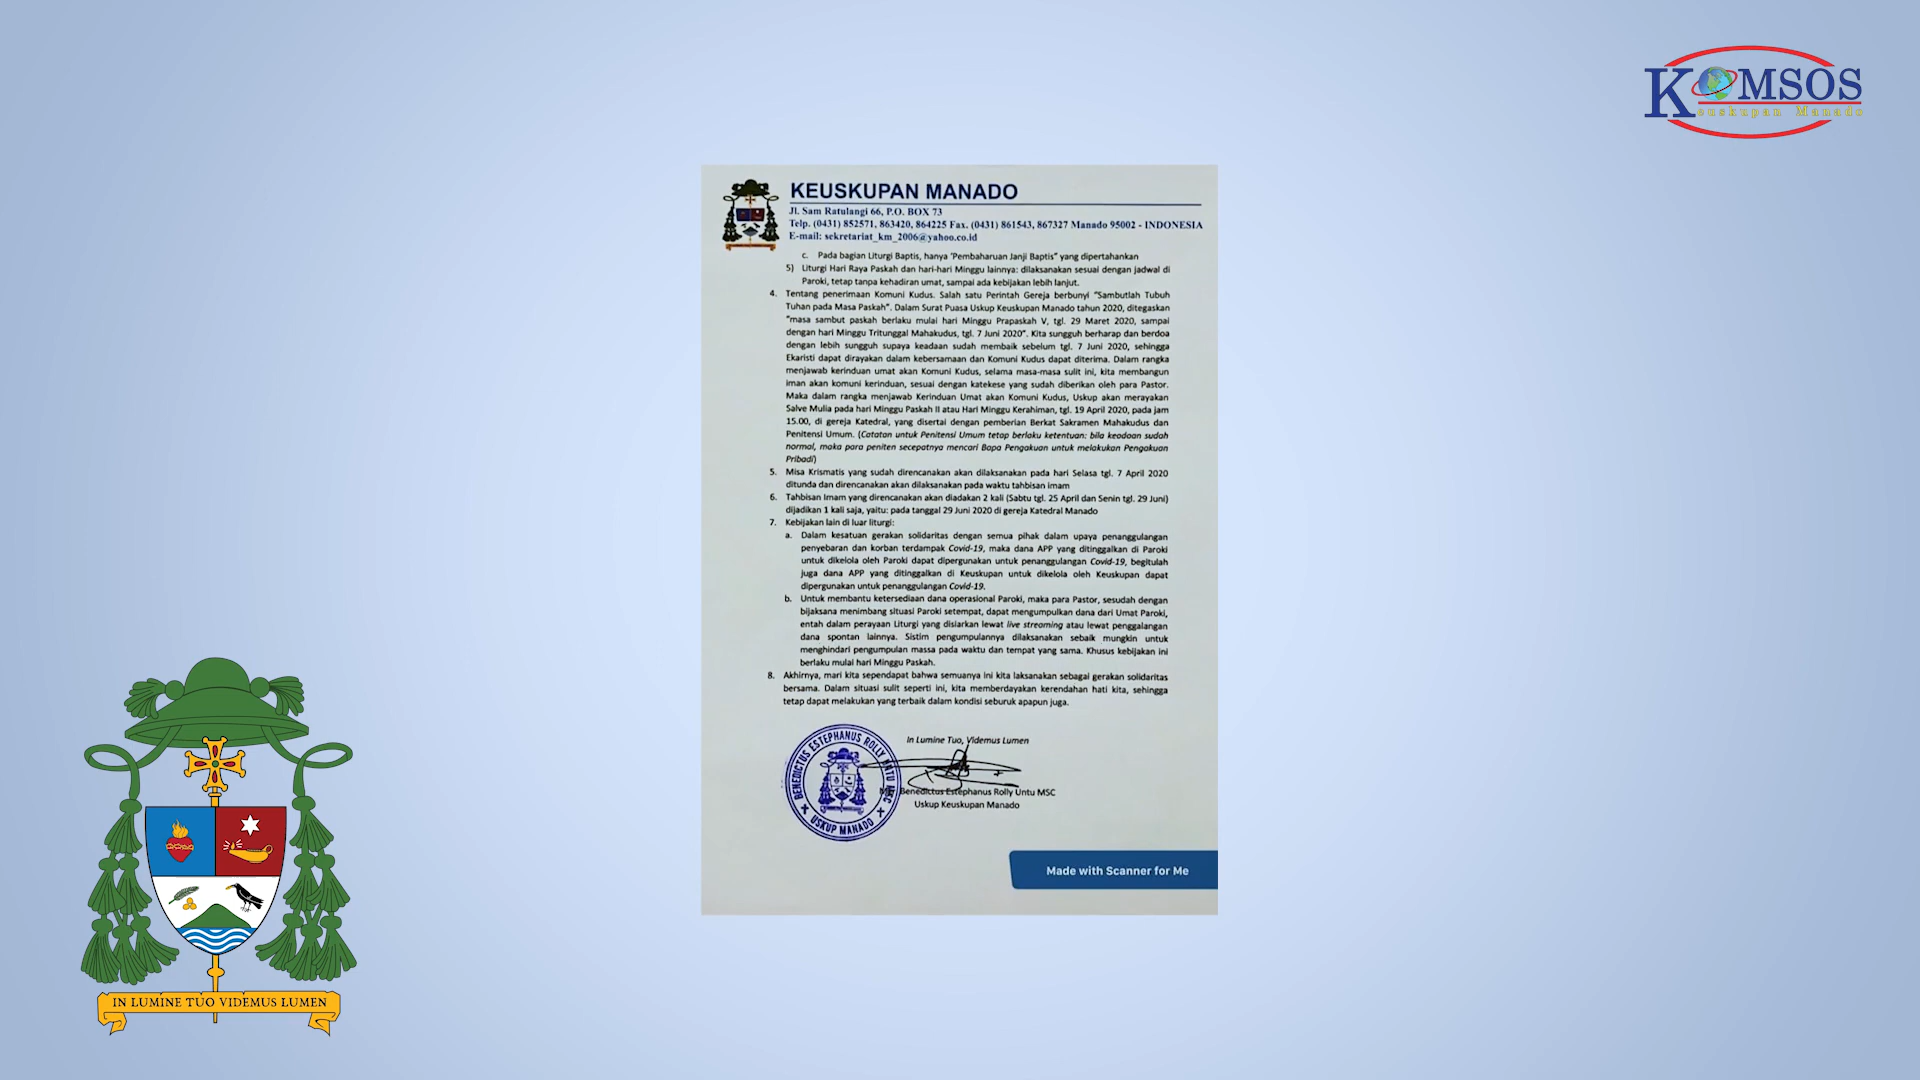 KOMSOS
Keuskupan Manado
KEUSKUPAN MANADO
Jl. Sam Ratulangi 66, P.O. BOX 73
Telp. (0431) 852571, 863420, 864225 Fax. (0431) 861543, 867327 Manado 95002 - INDONESIA
E-mail: sekretariat_km_2006@yahoo.co.id
c. Pada bagian Liturgi Baptis, hanya "Pembaharuan Janji Baptis" yang dipertahankan
5) Liturgi Hari Raya Paskah dan hari-hari Minggu lainnya: dilaksanakan sesuai dengan jadwal di
Paroki, tetap tanpa kehadiran umat, sampai ada kebijakan lebih lanjut.
4. Tentang penerimaan Komuni Kudus. Salah satu Perintah Gereja berbunyi "Sambutlah Tubuh
Tuhan pada Masa Paskah". Dalam Surat Puasa Uskup Keuskupan Manado tahun 2020, ditegaskan
"masa sambut paskah berlaku mulai hari Minggu Prapaskah V, tgl. 29 Maret 2020, sampai
dengan hari Minggu Tritunggal Mahakudus, tgl. 7 Juni 2020". Kita sungguh berharap dan berdoa
dengan lebih sungguh supaya keadaan sudah membaik sebelum tgl. 7 Juni 2020, sehingga
Ekaristi dapat dirayakan dalam kebersamaan dan Komuni Kudus dapat diterima. Dalam rangka
menjawab kerinduan umat akan Komuni Kudus, selama masa-masa sulit ini, kita membangun
iman akan komuni kerinduan, sesuai dengan katekese yang sudah diberikan oleh para Pastor.
Maka dalam rangka menjawab Kerinduan Umat akan Komuni Kudus, Uskup akan merayakan
Salve Mulia pada hari Minggu Paskah II atau Hari Minggu Kerahiman, tgl. 19 April 2020, pada jam
15.00, di gereja Katedral, yang disertai dengan pemberian Berkat Sakramen Mahakudus dan
Penitensi Umum. (Catatan untuk Penitensi Umum tetap berlaku ketentuan: bila keadaan sudah
normal, maka para peniten secepatnya mencari Bapa Pengakuan untuk melakukan Pengakuan
Pribadi)
5. Misa Krismatis yang sudah direncanakan akan dilaksanakan pada hari Selasa tgl. 7 April 2020
ditunda dan direncanakan akan dilaksanakan pada waktu tahbisan imam
6. Tahbisan Imam yang direncanakan akan diadakan 2 kali (Sabtu tgl. 25 April dan Senin tgl. 29 Juni)
dijadikan 1 kali saja, yaitu: pada tanggal 29 Juni 2020 di gereja Katedral Manado
7. Kebijakan lain di luar liturgi:
a. Dalam kesatuan gerakan solidaritas dengan semua pihak dalam upaya penanggulangan
penyebaran dan korban terdampak Covid-19, maka dana APP yang ditinggalkan di Paroki
untuk dikelola oleh Paroki dapat dipergunakan untuk penanggulangan Covid-19, begitulah
juga dana APP yang ditinggalkan di Keuskupan untuk dikelola oleh Keuskupan dapat
dipergunakan untuk penanggulangan Covid-19.
b. Untuk membantu ketersediaan dana operasional Paroki, maka para Pastor, sesudah dengan
bijaksana menimbang situasi Paroki setempat, dapat mengumpulkan dana dari Umat Paroki,
entah dalam perayaan Liturgi yang disiarkan lewat live streaming atau lewat penggalangan
dana spontan lainnya. Sistim pengumpulannya dilaksanakan sebaik mungkin untuk
menghindari pengumpulan massa pada waktu dan tempat yang sama. Khusus kebijakan ini
berlaku mulai hari Minggu Paskah.
8. Akhirnya, mari kita sependapat bahwa semuanya ini kita laksanakan sebagai gerakan solidaritas
bersama. Dalam situasi sulit seperti ini, kita memberdayakan kerendahan hati kita, sehingga
tetap dapat melakukan yang terbaik dalam kondisi seburuk apapun juga.
In Lumine Tuo, Videmus Lumen
Benedictus Estephanus Rolly Untu MSC
Uskup Keuskupan Manado
BENEDICTUS ESTEPHANUS ROLLY UNTU MSC
USKUP MANADO
Made with Scanner for Me
IN LUMINE TUO VIDEMUS LUMEN